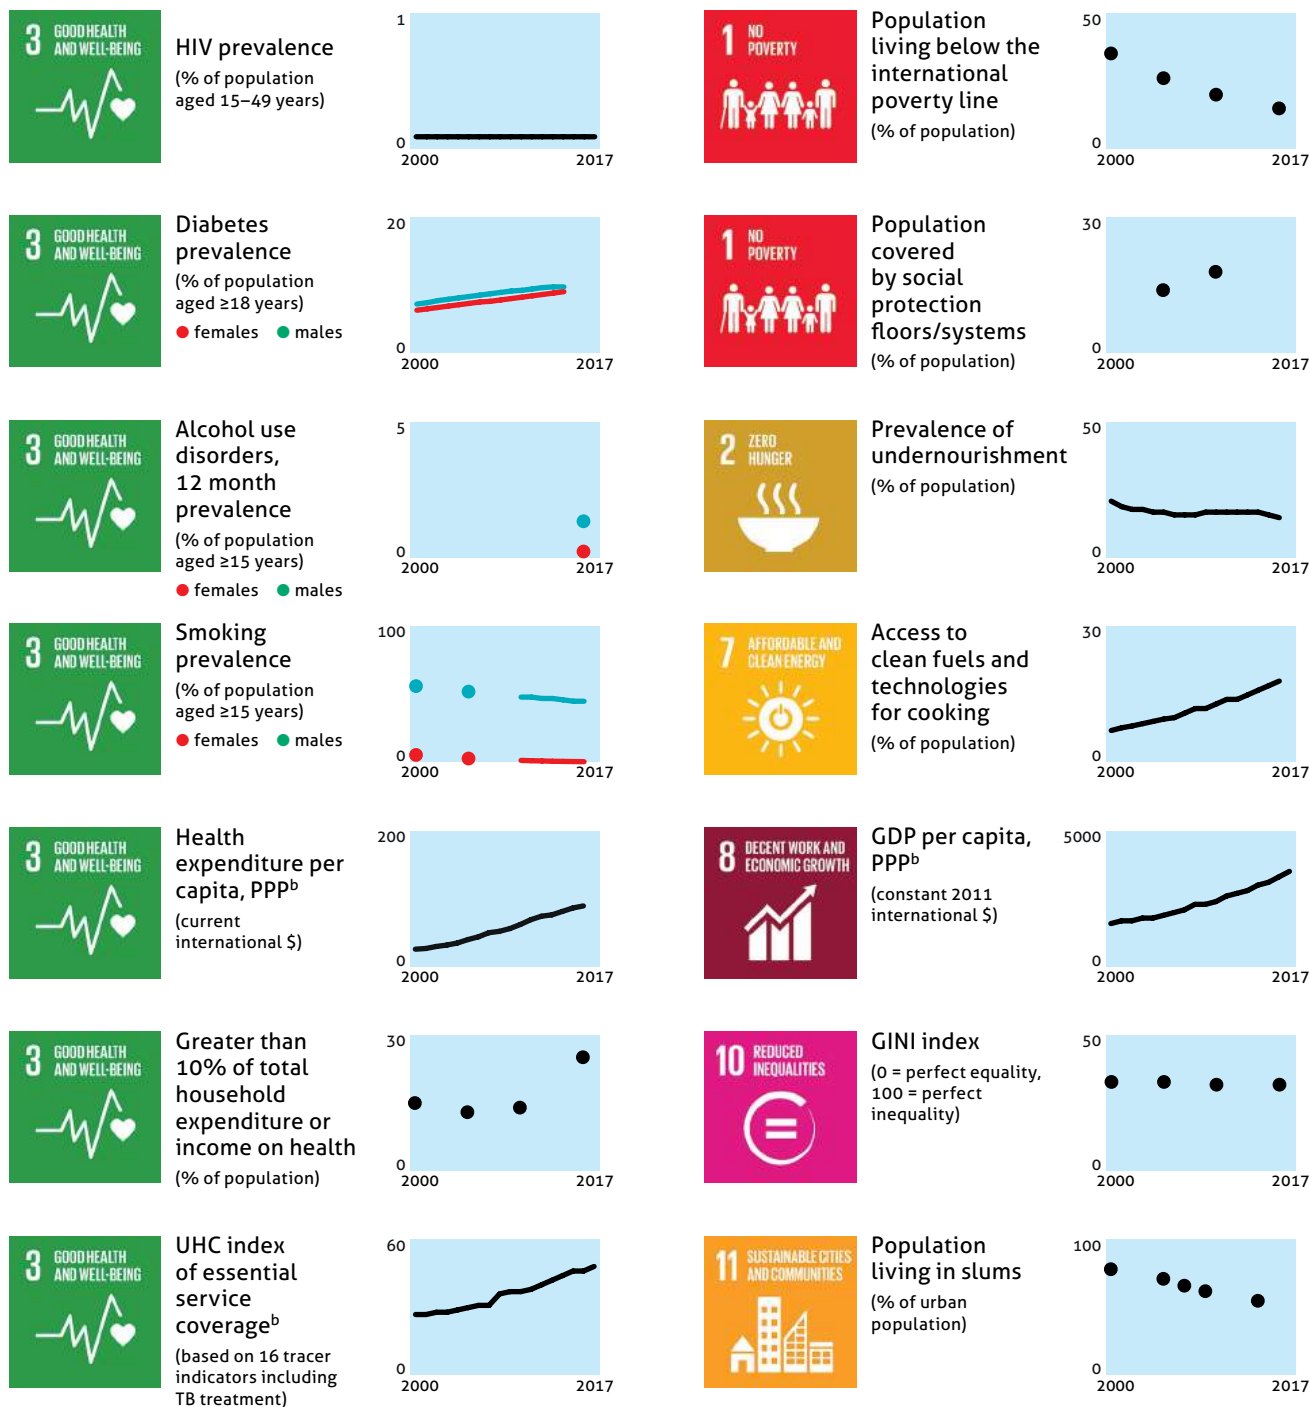 3 GOOD HEALTH
AND WELL-BEING
HIV prevalence
(% of population
aged 15–49 years)
1
0
2000 2017
3 GOOD HEALTH
AND WELL-BEING
Diabetes
prevalence
(% of population
aged ≥18 years)
females males
20
0
2000 2017
3 GOOD HEALTH
AND WELL-BEING
Alcohol use
disorders,
12 month
prevalence
(% of population
aged ≥15 years)
females males
5
0
2000 2017
3 GOOD HEALTH
AND WELL-BEING
Smoking
prevalence
(% of population
aged ≥15 years)
females males
100
0
2000 2017
3 GOOD HEALTH
AND WELL-BEING
Health
expenditure per
capita, PPPᵇ
(current
international $)
200
0
2000 2017
3 GOOD HEALTH
AND WELL-BEING
Greater than
10% of total
household
expenditure or
income on health
(% of population)
30
0
2000 2017
3 GOOD HEALTH
AND WELL-BEING
UHC index
of essential
service
coverageᵇ
(based on 16 tracer
indicators including
TB treatment)
60
0
2000 2017
1 NO
POVERTY
Population
living below the
international
poverty line
(% of population)
50
0
2000 2017
1 NO
POVERTY
Population
covered
by social
protection
floors/systems
(% of population)
30
0
2000 2017
2 ZERO
HUNGER
Prevalence of
undernourishment
(% of population)
50
0
2000 2017
7 AFFORDABLE AND
CLEAN ENERGY
Access to
clean fuels and
technologies
for cooking
(% of population)
30
0
2000 2017
8 DECENT WORK AND
ECONOMIC GROWTH
GDP per capita,
PPPᵇ
(constant 2011
international $)
5000
0
2000 2017
10 REDUCED
INEQUALITIES
GINI index
(0 = perfect equality,
100 = perfect
inequality)
50
0
2000 2017
11 SUSTAINABLE CITIES
AND COMMUNITIES
Population
living in slums
(% of urban
population)
100
0
2000 2017